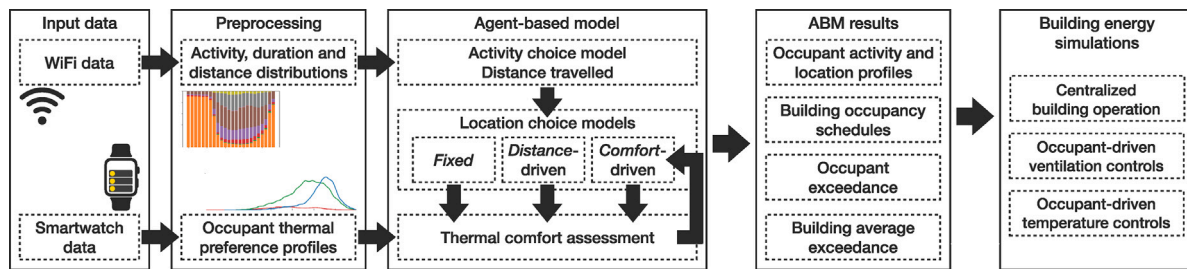 Input data
WiFi data
Smartwatch
data
Preprocessing
Activity, duration and
distance distributions
Occupant thermal
preference profiles
Agent-based model
Activity choice model
Distance travelled
Location choice models
Fixed
Distance-
driven
Comfort-
driven
Thermal comfort assessment
ABM results
Occupant activity and
location profiles
Building occupancy
schedules
Occupant
exceedance
Building average
exceedance
Building energy
simulations
Centralized
building operation
Occupant-driven
ventilation controls
Occupant-driven
temperature controls